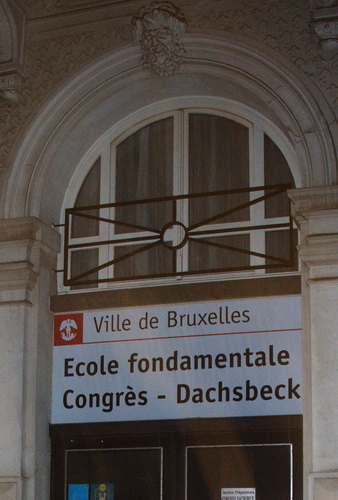 Ville de Bruxelles
Ecole fondamentale
Congrès - Dachsbeck